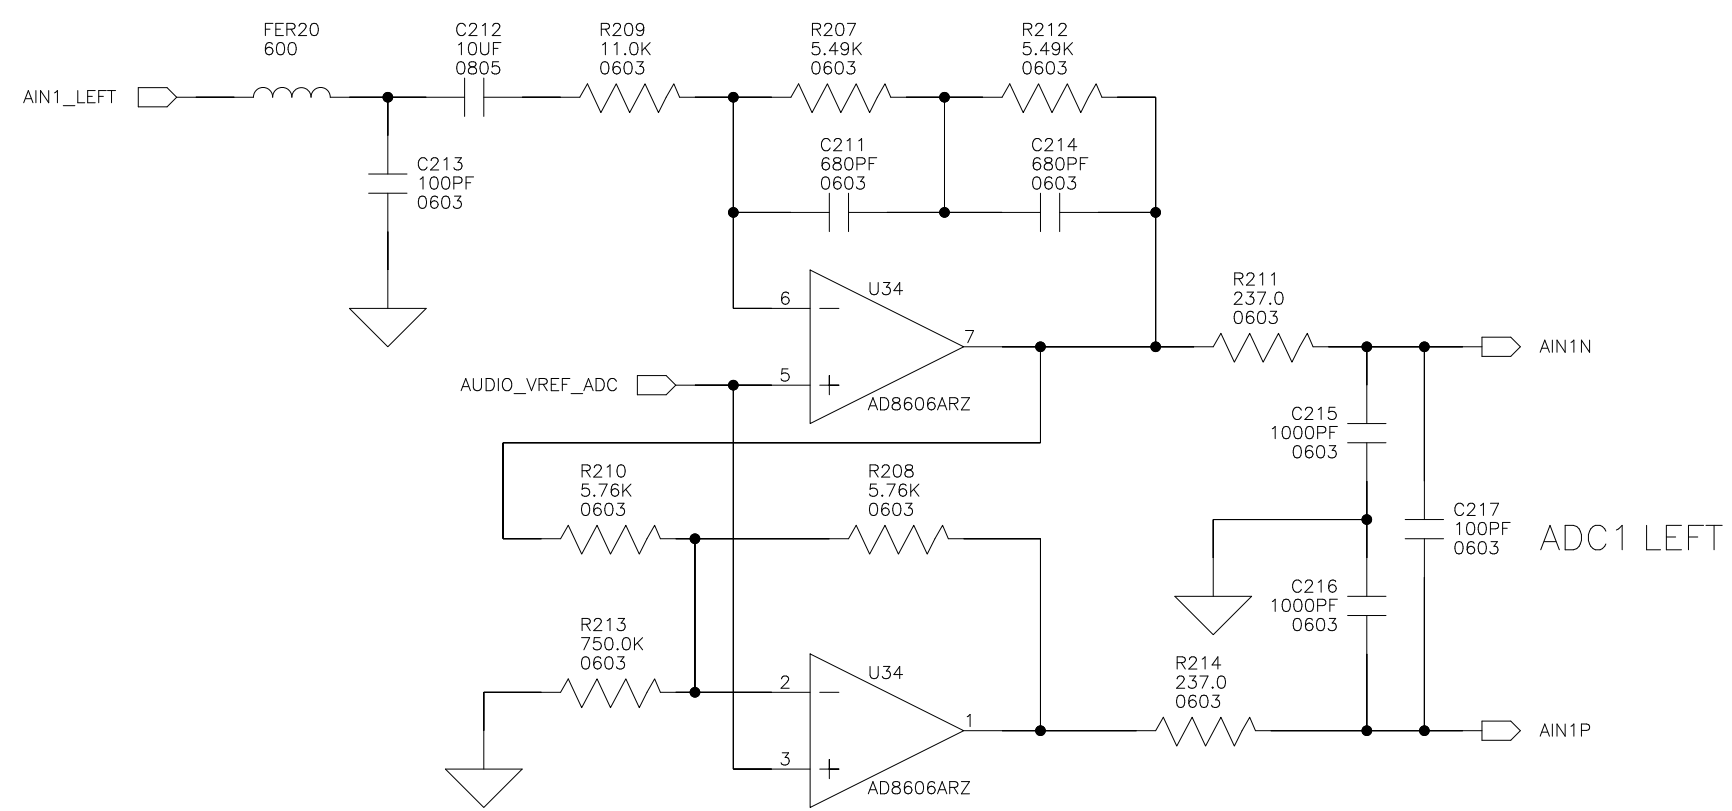 FER20
600
C212
10UF
0805
R209
11.0K
0603
R207
5.49K
0603
R212
5.49K
0603
AIN1_LEFT
C213
100PF
0603
C211
680PF
0603
C214
680PF
0603
U34
6
7
5
AD8606ARZ
AUDIO_VREF_ADC
R211
237.0
0603
AIN1N
C215
1000PF
0603
R210
5.76K
0603
R208
5.76K
0603
C217
100PF
0603
ADC1 LEFT
C216
1000PF
0603
R213
750.0K
0603
U34
2
1
3
AD8606ARZ
R214
237.0
0603
AIN1P